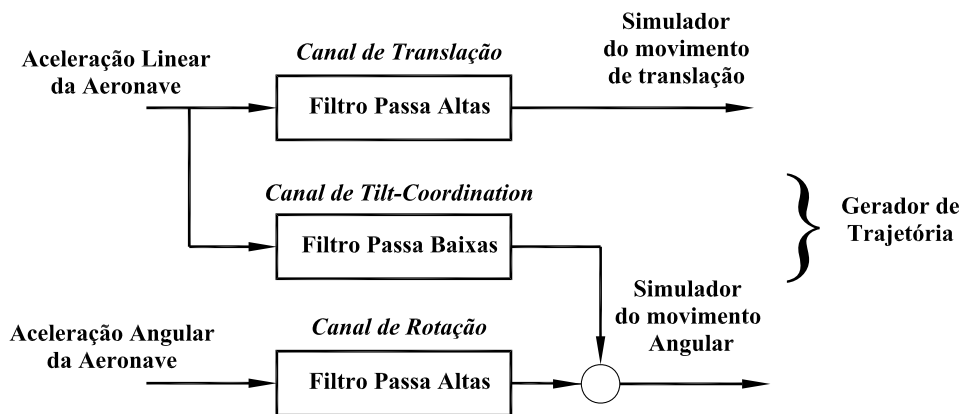 Aceleração Linear
da Aeronave
Canal de Translação
Filtro Passa Altas
Simulador
do movimento
de translação
Canal de Tilt-Coordination
Filtro Passa Baixas
Gerador de
Trajetória
Aceleração Angular
da Aeronave
Canal de Rotação
Filtro Passa Altas
Simulador
do movimento
Angular